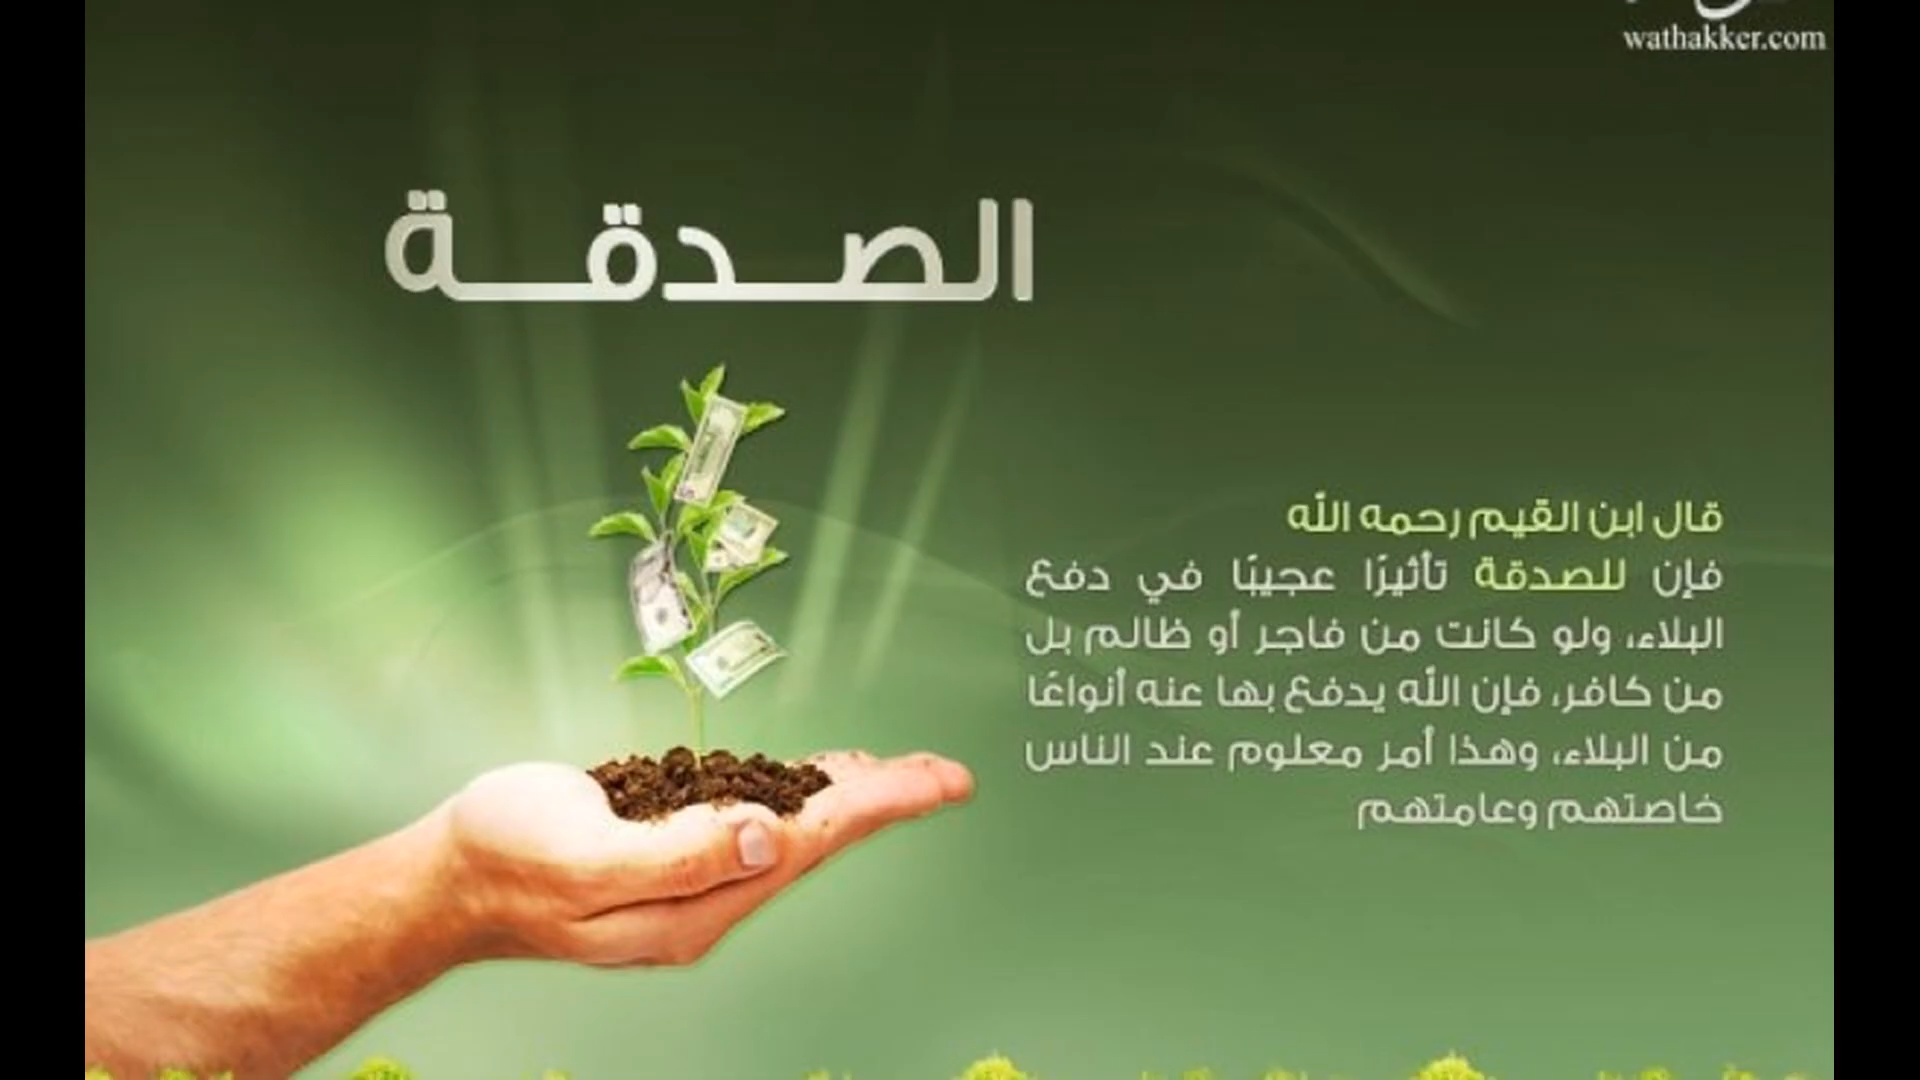 wathakker.com
الصدقة
قال ابن القيم رحمه الله
فإن للصدقة تأثيرًا عجيبًا في دفع
البلاء، ولو كانت من فاجر أو ظالم بل
من كافر، فإن الله يدفع بها عنه أنواعًا
من البلاء، وهذا أمر معلوم عند الناس
خاصتهم وعامتهم